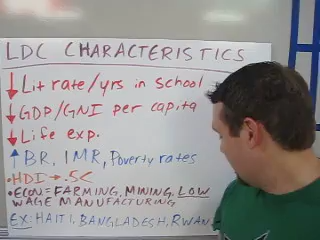 LDC CHARACTERISTICS
↓ Lit rate/yrs in school
↓ GDP/GNI per capita
↓ Life exp.
↑ BR, IMR, Poverty rates
• HDI → .5<
• ECON = FARMING, MINING, LOW
WAGE MANUFACTURING
EX: HAITI, BANGLADESH,